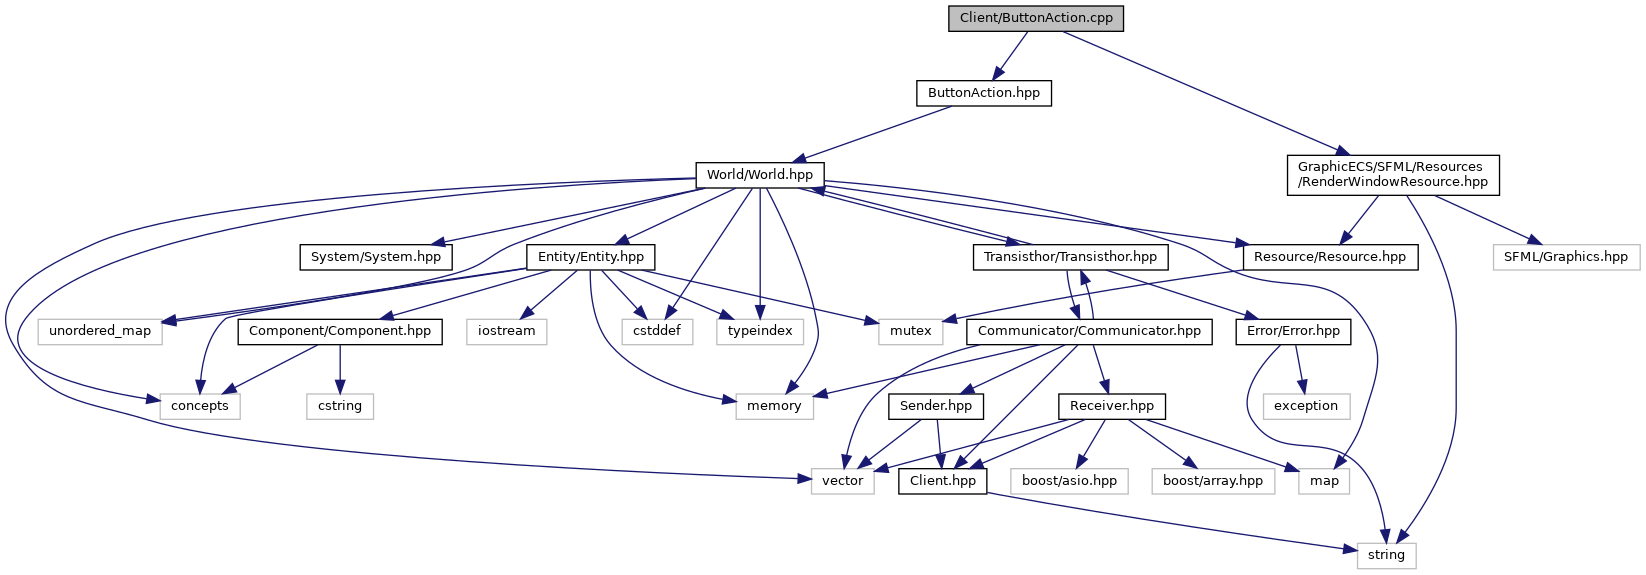 Client/ButtonAction.cpp
ButtonAction.hpp
World/World.hpp
GraphicECS/SFML/Resources
/RenderWindowResource.hpp
System/System.hpp
Entity/Entity.hpp
Transisthor/Transisthor.hpp
Resource/Resource.hpp
SFML/Graphics.hpp
unordered_map
Component/Component.hpp
iostream
cstddef
typeindex
mutex
Communicator/Communicator.hpp
Error/Error.hpp
concepts
cstring
memory
Sender.hpp
Receiver.hpp
exception
vector
Client.hpp
boost/asio.hpp
boost/array.hpp
map
string